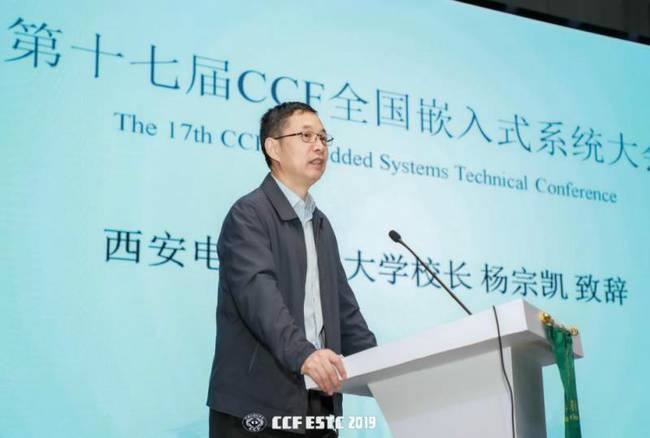 第十七届CCF全国嵌入式系统大
The 17th CC dded Systems Technical Conference
西安电 大学校长 杨宗凯 致辞
CCF ESTC 2019